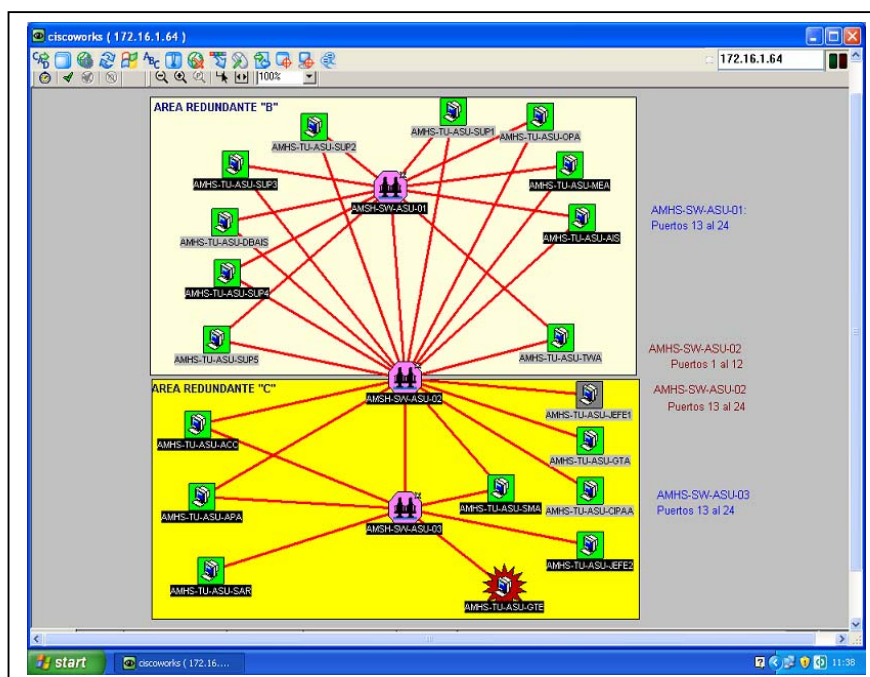 ciscoworks ( 172.16.1.64 )
172.16.1.64
100%
AREA REDUNDANTE "B"
AMHS-TU-ASU-SUP1
AMHS-TU-ASU-OPA
AMHS-TU-ASU-SUP2
AMHS-TU-ASU-SUP3
AMHS-TU-ASU-MEA
AMSH-SW-ASU-01
AMHS-SW-ASU-01:
Puertos 13 al 24
AMHS-TU-ASU-DBAIS
AMHS-TU-ASU-AIS
AMHS-TU-ASU-SUP4
AMHS-TU-ASU-SUP5
AMHS-TU-ASU-TWA
AMHS-SW-ASU-02
Puertos 1 al 12
AREA REDUNDANTE "C"
AMSH-SW-ASU-02
AMHS-SW-ASU-02
Puertos 13 al 24
AMHS-TU-ASU-JEFE1
AMHS-TU-ASU-ACC
AMHS-TU-ASU-GTA
AMHS-TU-ASU-APA
AMSH-SW-ASU-03
AMHS-TU-ASU-SMA
AMHS-TU-ASU-CIPAA
AMHS-SW-ASU-03
Puertos 13 al 24
AMHS-TU-ASU-JEFE2
AMHS-TU-ASU-SAR
AMHS-TU-ASU-GTE
start
ciscoworks ( 172.16....
11:38